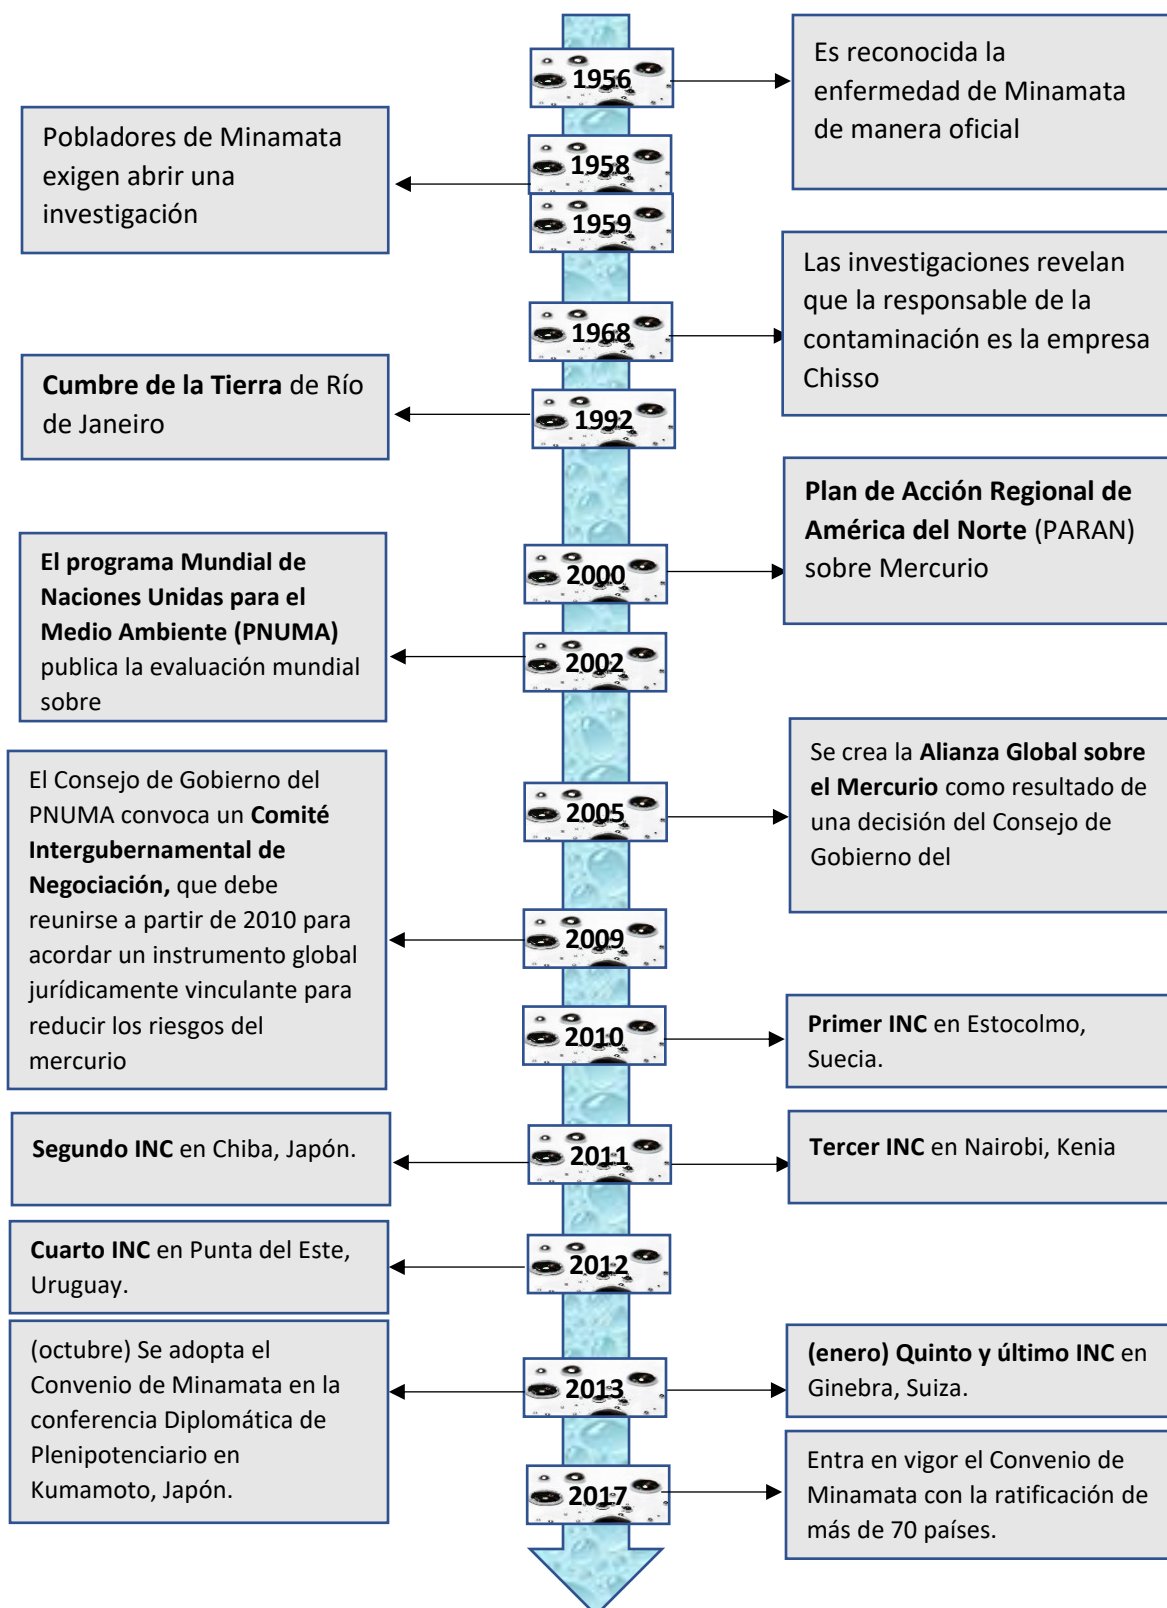 1956
Es reconocida la
enfermedad de Minamata
de manera oficial
Pobladores de Minamata
exigen abrir una
investigación
1958
1959
Las investigaciones revelan
que la responsable de la
contaminación es la empresa
Chisso
1968
Cumbre de la Tierra de Río
de Janeiro
1992
Plan de Acción Regional de
América del Norte (PARAN)
sobre Mercurio
2000
El programa Mundial de
Naciones Unidas para el
Medio Ambiente (PNUMA)
publica la evaluación mundial
sobre
2002
Se crea la Alianza Global sobre
el Mercurio como resultado de
una decisión del Consejo de
Gobierno del
2005
El Consejo de Gobierno del
PNUMA convoca un Comité
Intergubernamental de
Negociación, que debe
reunirse a partir de 2010 para
acordar un instrumento global
jurídicamente vinculante para
reducir los riesgos del
mercurio
2009
2010
Primer INC en Estocolmo,
Suecia.
Segundo INC en Chiba, Japón.
2011
Tercer INC en Nairobi, Kenia
Cuarto INC en Punta del Este,
Uruguay.
2012
(octubre) Se adopta el
Convenio de Minamata en la
conferencia Diplomática de
Plenipotenciario en
Kumamoto, Japón.
2013
(enero) Quinto y último INC en
Ginebra, Suiza.
2017
Entra en vigor el Convenio de
Minamata con la ratificación de
más de 70 países.